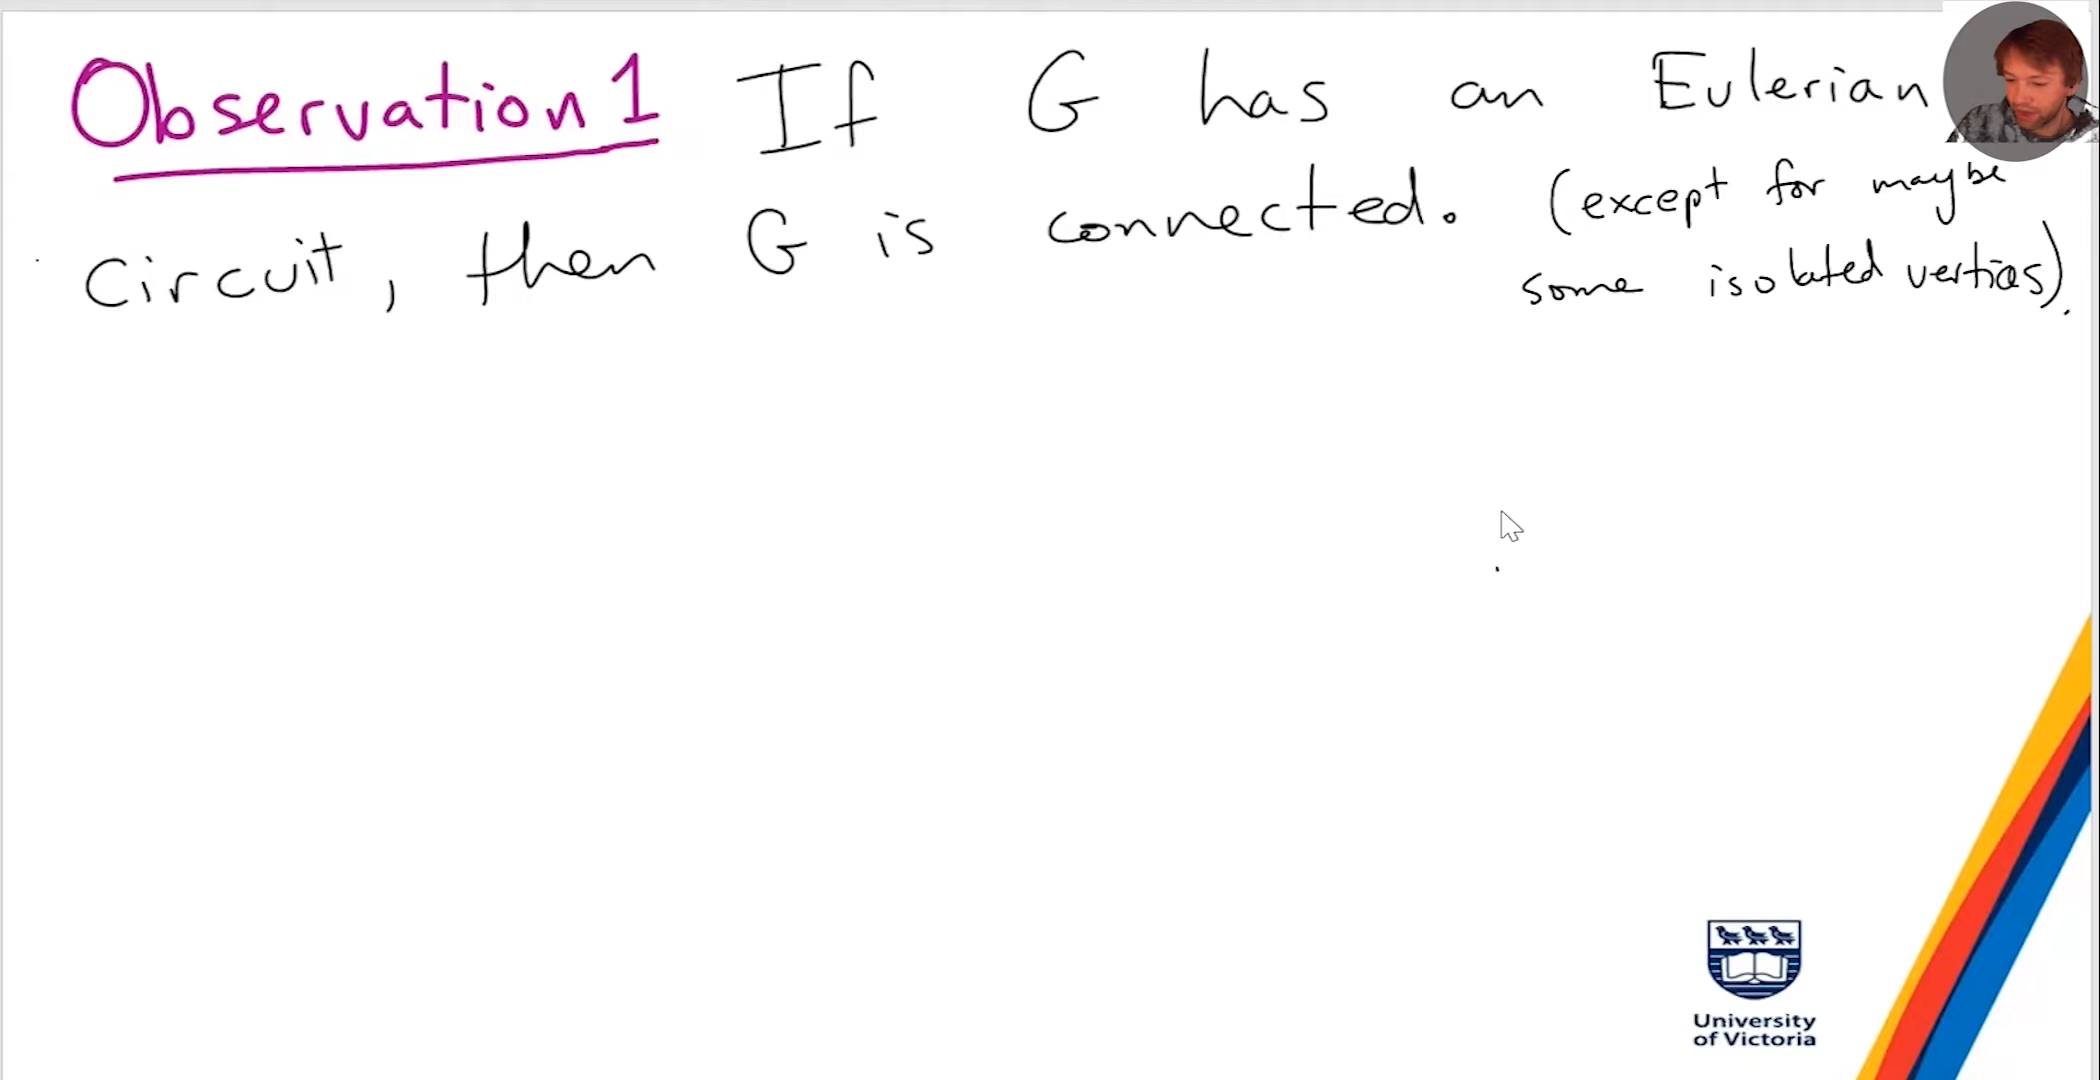 Observation 1 If G has an Eulerian
circuit, then G is connected. (except for maybe
some isolated vertices).
University
of Victoria